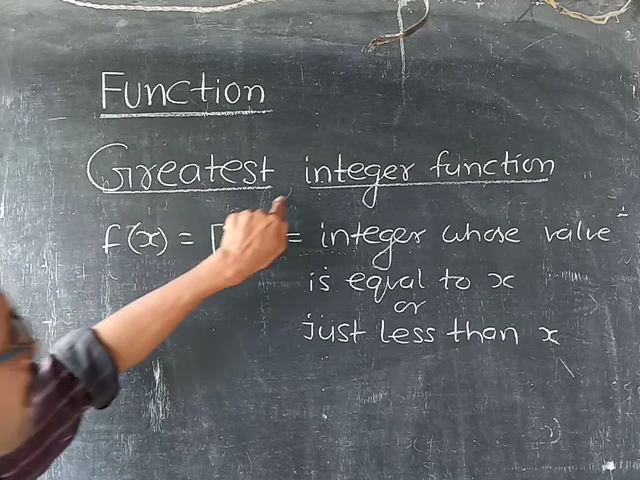 Function
Greatest integer function
f(x) = [ = integer whose value
is equal to x
or
just less than x